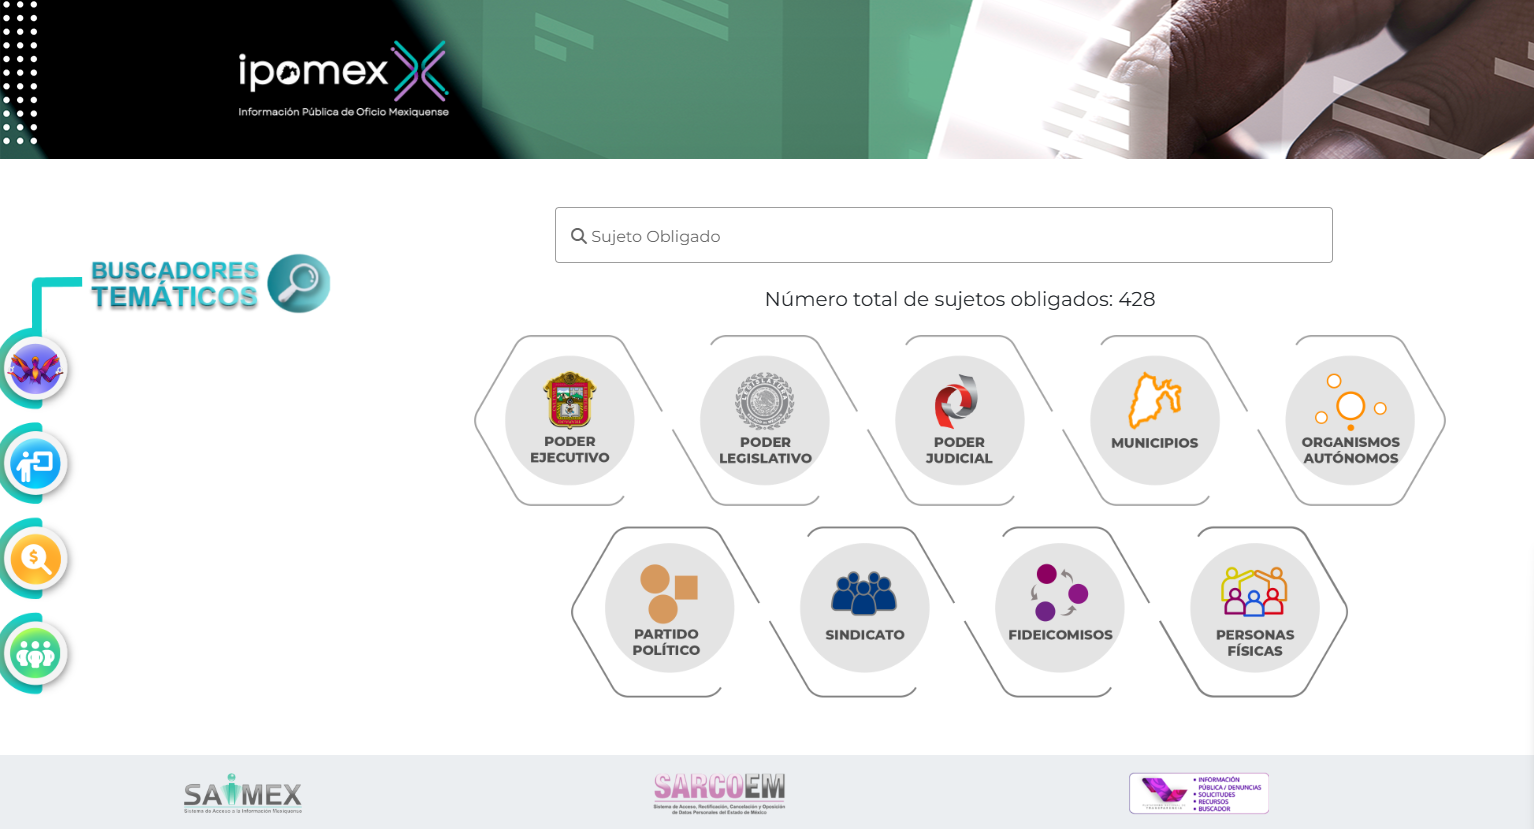 ipomex
Información Pública de Oficio Mexiquense
Sujeto Obligado
BUSCADORES
TEMÁTICOS
Número total de sujetos obligados: 428
PODER
EJECUTIVO
PODER
LEGISLATIVO
PODER
JUDICIAL
MUNICIPIOS
ORGANISMOS
AUTÓNOMOS
PARTIDO
POLÍTICO
SINDICATO
FIDEICOMISOS
PERSONAS
FÍSICAS
SAIMEX
Sistema de Acceso a la Información Mexiquense
SARCOEM
Sistema de Acceso, Rectificación, Cancelación y Oposición
de Datos Personales del Estado de México
• INFORMACIÓN
PÚBLICA / DENUNCIAS
• SOLICITUDES
• RECURSOS
• BUSCADOR